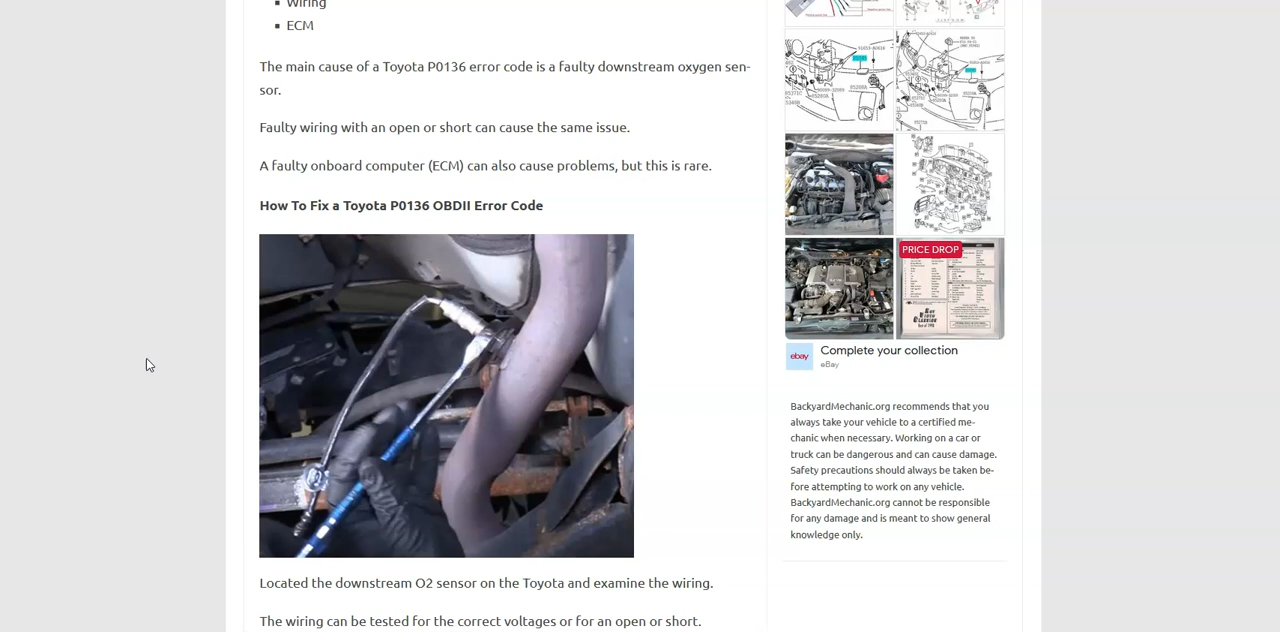 Wiring
ECM
The main cause of a Toyota P0136 error code is a faulty downstream oxygen sen-
sor.
Faulty wiring with an open or short can cause the same issue.
A faulty onboard computer (ECM) can also cause problems, but this is rare.
How To Fix a Toyota P0136 OBDII Error Code
Located the downstream O2 sensor on the Toyota and examine the wiring.
The wiring can be tested for the correct voltages or for an open or short.
PRICE DROP
ebay
Complete your collection
eBay
BackyardMechanic.org recommends that you
always take your vehicle to a certified me-
chanic when necessary. Working on a car or
truck can be dangerous and can cause damage.
Safety precautions should always be taken be-
fore attempting to work on any vehicle.
BackyardMechanic.org cannot be responsible
for any damage and is meant to show general
knowledge only.